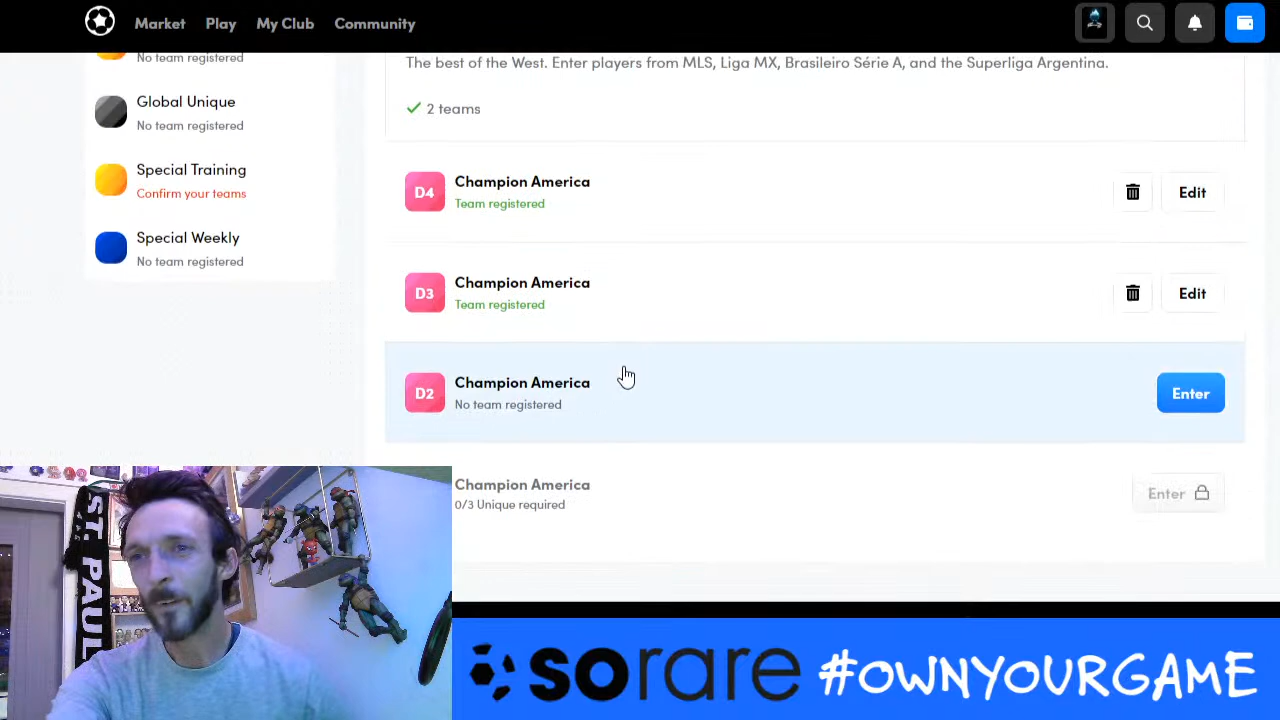 Market Play My Club Community
No team registered
Global Unique
No team registered
Special Training
Confirm your teams
Special Weekly
No team registered
The best of the West. Enter players from MLS, Liga MX, Brasileiro Série A, and the Superliga Argentina.
2 teams
D4 Champion America
Team registered
Edit
D3 Champion America
Team registered
Edit
D2 Champion America
No team registered
Enter
Champion America
0/3 Unique required
Enter
ST. PAUL
sorare #OWNYOURGAME